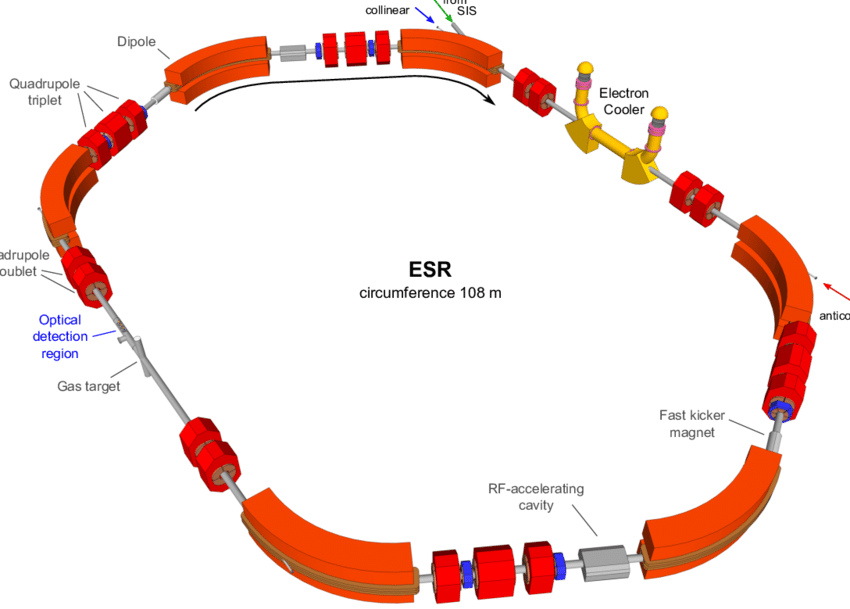 from
collinear
SIS
Dipole
Quadrupole
triplet
Electron
Cooler
adrupole
oublet
ESR
circumference 108 m
antico
Optical
detection
region
Gas target
Fast kicker
magnet
RF-accelerating
cavity